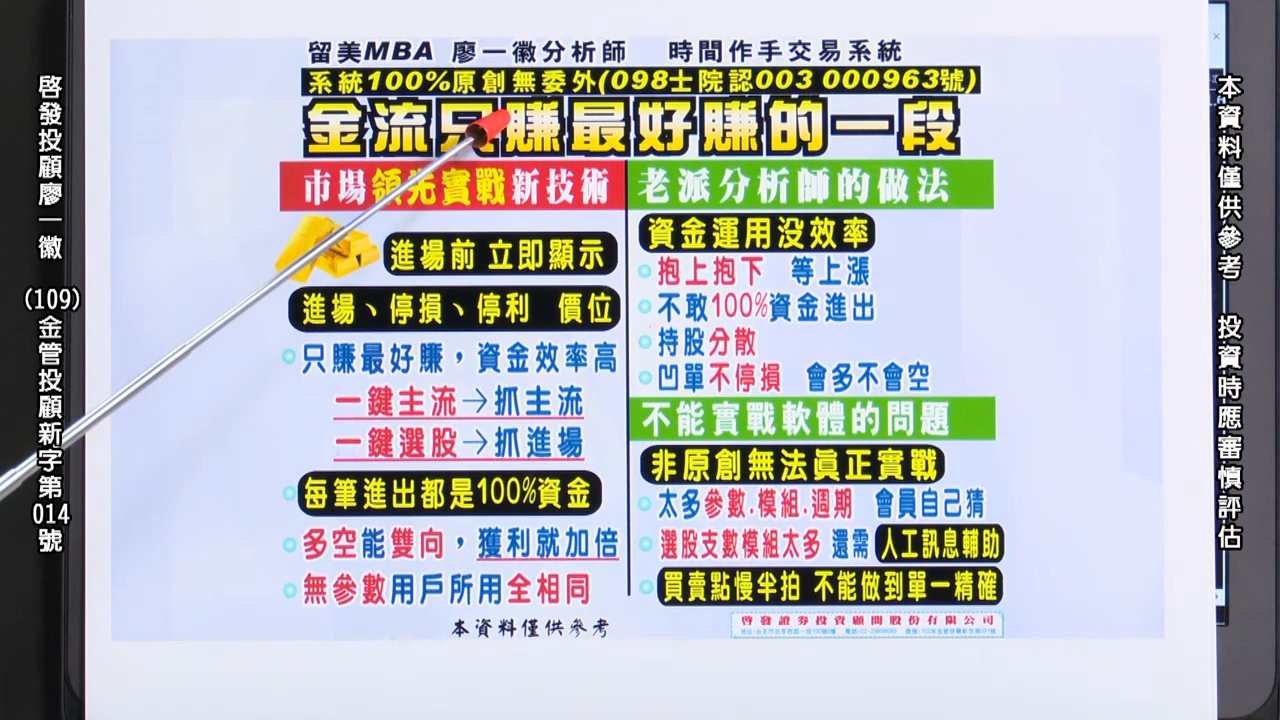 啓發投顧廖一徽 (109)金管投顧新字第014號
留美MBA 廖一徽分析師 時間作手交易系統
系統100%原創無委外(098士院認003 000963號)
金流只賺最好賺的一段
市場領先實戰新技術
進場前 立即顯示
進場、停損、停利 價位
只賺最好賺，資金效率高
一鍵主流→抓主流
一鍵選股→抓進場
每筆進出都是100%資金
多空能雙向，獲利就加倍
無參數用戶所用全相同
老派分析師的做法
資金運用没效率
抱上抱下 等上漲
不敢100%資金進出
持股分散
凹單不停損 會多不會空
不能實戰軟體的問題
非原創無法眞正實戰
太多參數.模組.週期 會員自己猜
選股支數模組太多 還需人工訊息輔助
買賣點慢半拍 不能做到單一精確
本資料僅供參考
啓發證券投資顧問股份有限公司
本資料僅供參考 投資時應審慎評估